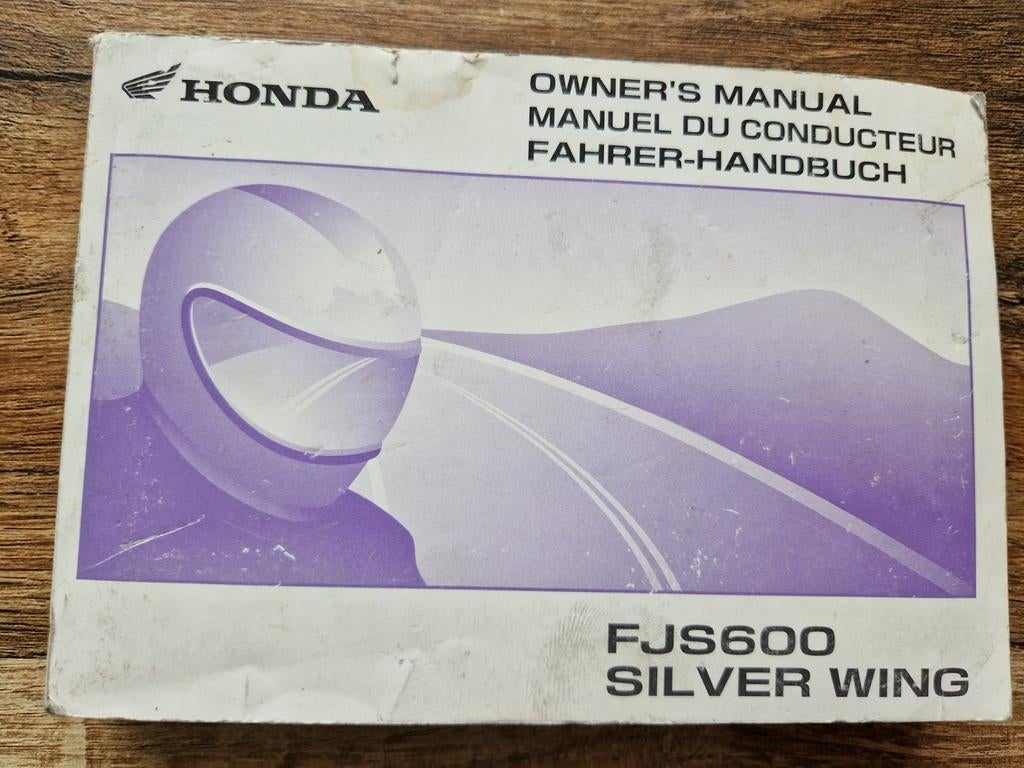 HONDA
OWNER'S MANUAL
MANUEL DU CONDUCTEUR
FAHRER-HANDBUCH
FJS600
SILVER WING